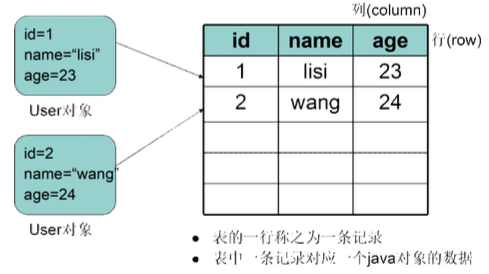 列(column)
id=1
name=“lisi”
age=23
User对象
id name age
行(row)
1 lisi 23
2 wang 24
id=2
name=“wang”
age=24
User对象
表的一行称之为一条记录
表中一条记录对应一个java对象的数据